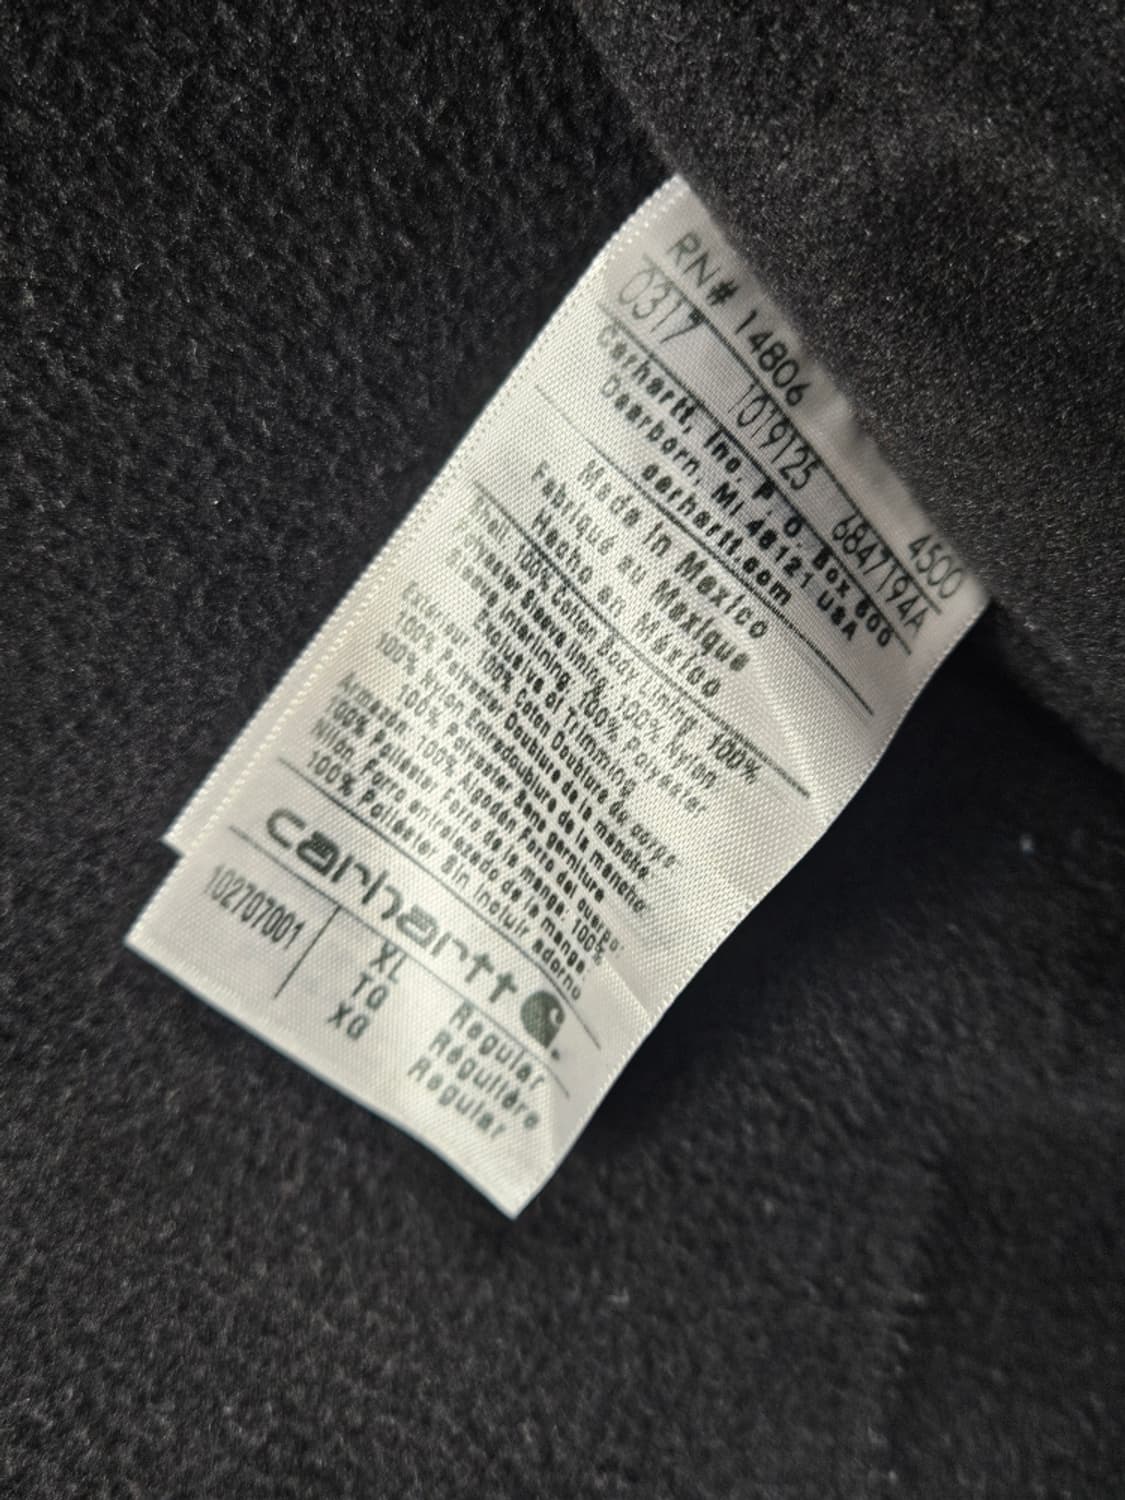 RN# 14806 4500
0317 1019125 6847194A
Carhartt, Inc. P. O. Box 600
Dearborn, MI 48121 USA
carhartt.com
Made in Mexico
Fabriqué au Mexique
Hecho en México
Shell: 100% Cotton Body Lining: 100%
Polyester Sleeve lining: 100% Nylon
Sleeve interlining: 100% Polyester
Exclusive of Trimming
Extérieur: 100% Coton Doublure du corps:
100% Polyester Doublure de la manche:
100% Nylon Entredoublure de la manche:
100% Polyester Sans garniture
Armazón: 100% Algodón Forro del cuerpo:
100% Poliéster Forro de la manga: 100%
Nilón, Forro entrelazado de la manga:
100% Poliéster Sin incluir adorno
carhartt
102707001 XL Regular
TG Régulière
XG Regular